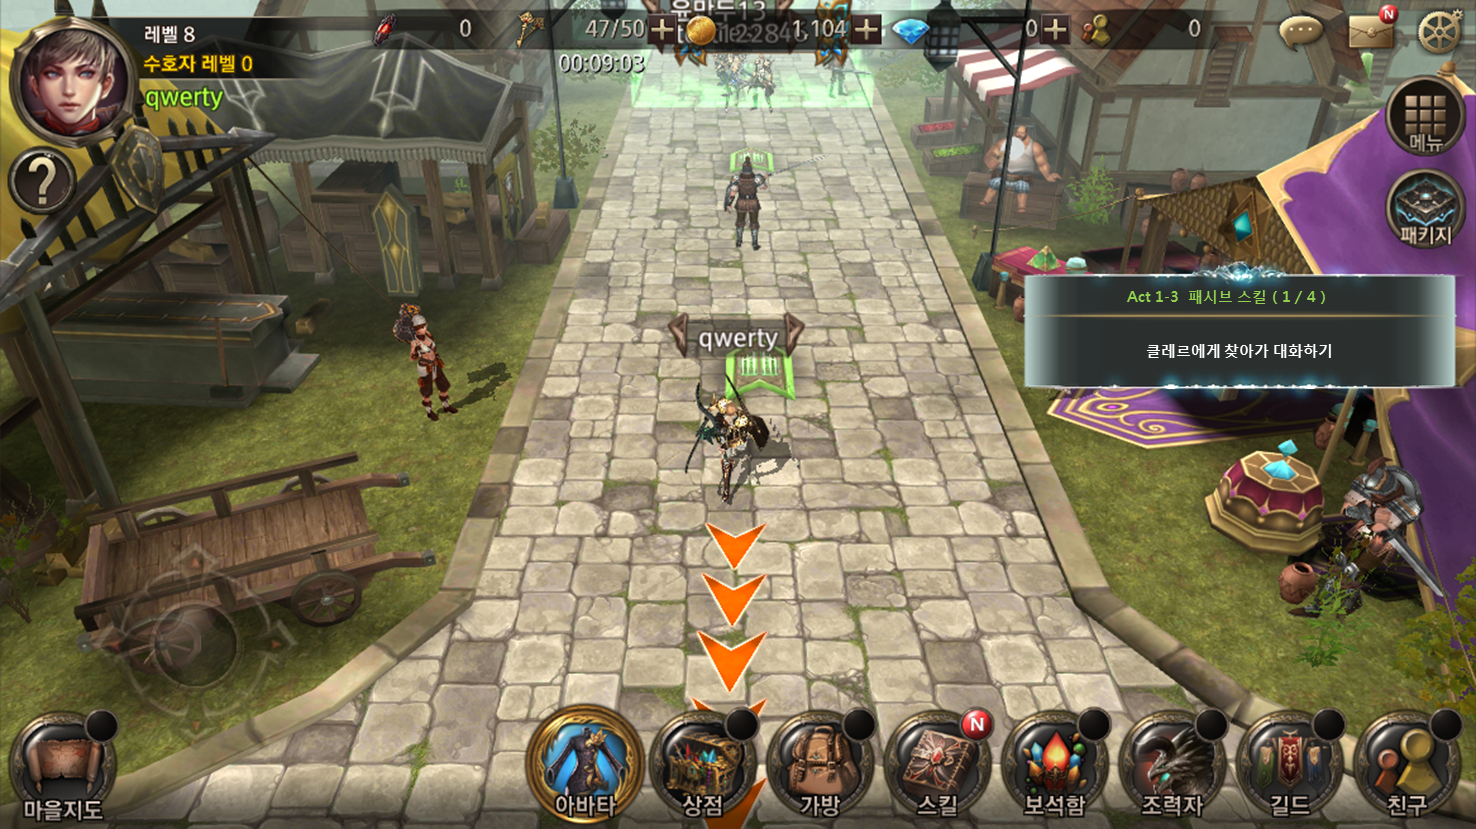 레벨 8
수호자 레벨 0
qwerty
0
47/50
00:09:03
1,104
0
0
N
메뉴
패키지
Act 1-3 패시브 스킬 ( 1 / 4 )
클레르에게 찾아가 대화하기
qwerty
마을지도
아바타
상점
가방
N
스킬
보석함
조력자
길드
친구